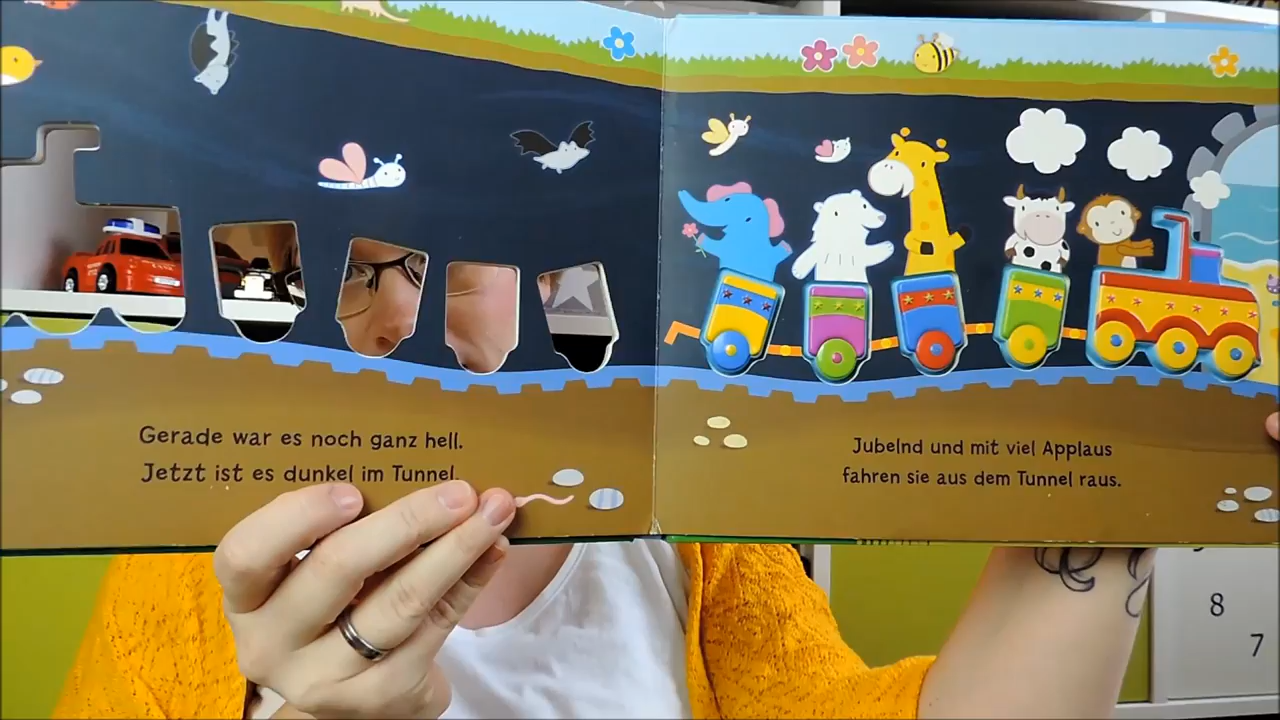 Gerade war es noch ganz hell.
Jetzt ist es dunkel im Tunnel.
Jubelnd und mit viel Applaus
fahren sie aus dem Tunnel raus.
8
7